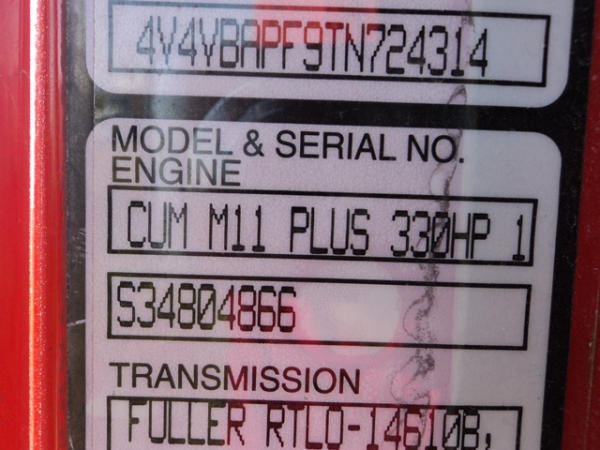 4V4VBAPF9TN724314
MODEL & SERIAL NO.
ENGINE
CUM M11 PLUS 330HP 1
S34804866
TRANSMISSION
FULLER RTLO-14610B,